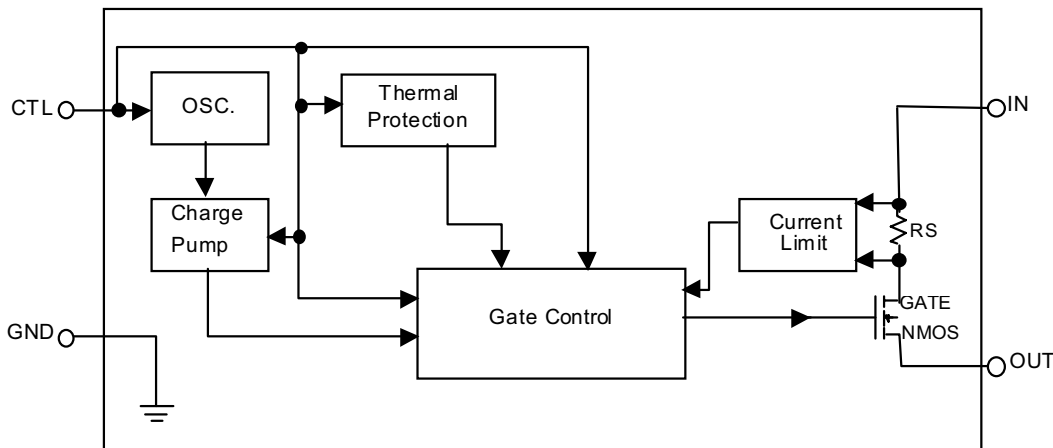 CTL
OSC.
Thermal
Protection
IN
Charge
Pump
Current
Limit
RS
GND
Gate Control
GATE
NMOS
OUT